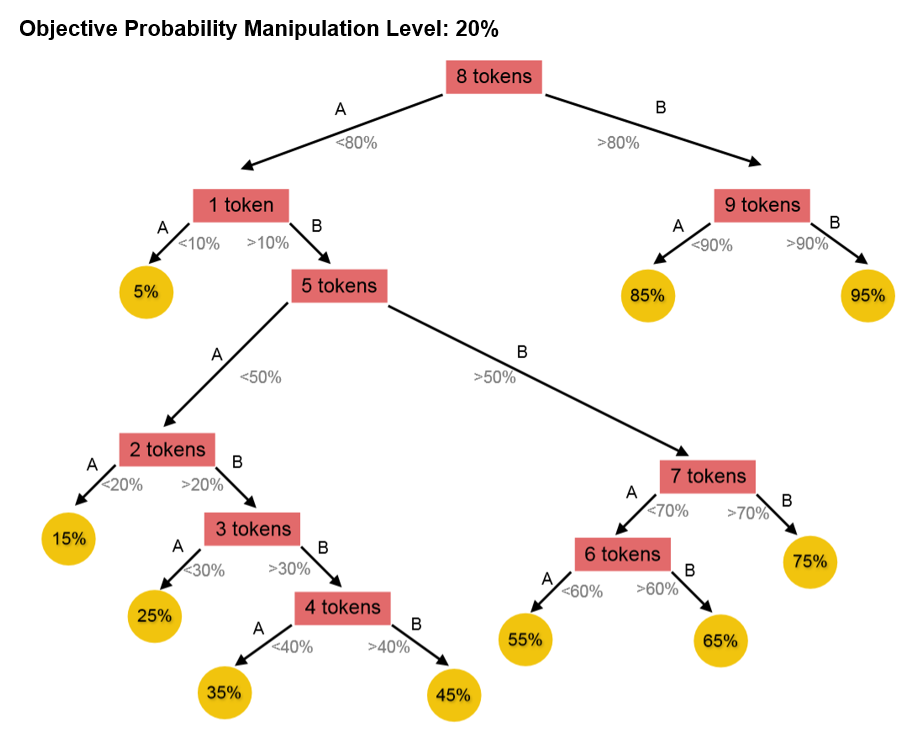 Objective Probability Manipulation Level: 20%
8 tokens
A
B
<80%
>80%
1 token
9 tokens
A
<10%
>10%
B
A
<90%
>90%
B
5%
5 tokens
85%
95%
A
<50%
B
>50%
2 tokens
A
<20%
>20%
B
7 tokens
A
<70%
>70%
B
15%
3 tokens
A
<30%
>30%
B
6 tokens
75%
A
<60%
>60%
B
25%
4 tokens
A
<40%
>40%
B
55%
65%
35%
45%